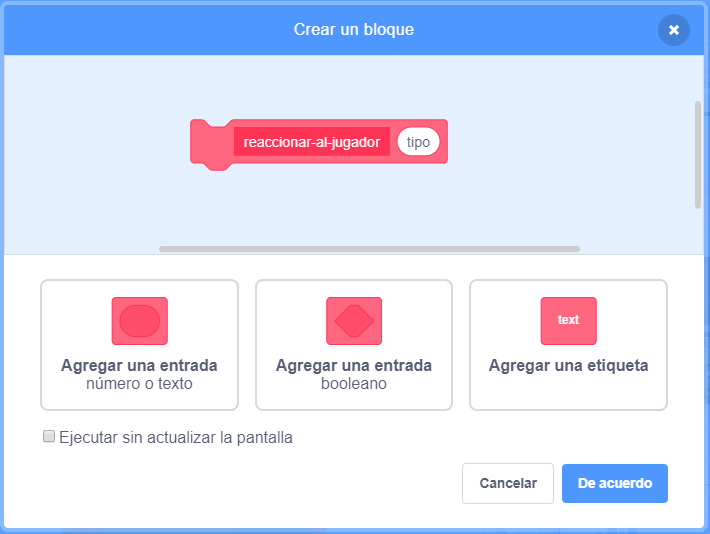 Crear un bloque
reaccionar-al-jugador tipo
text
Agregar una entrada
número o texto
Agregar una entrada
booleano
Agregar una etiqueta
Ejecutar sin actualizar la pantalla
Cancelar
De acuerdo